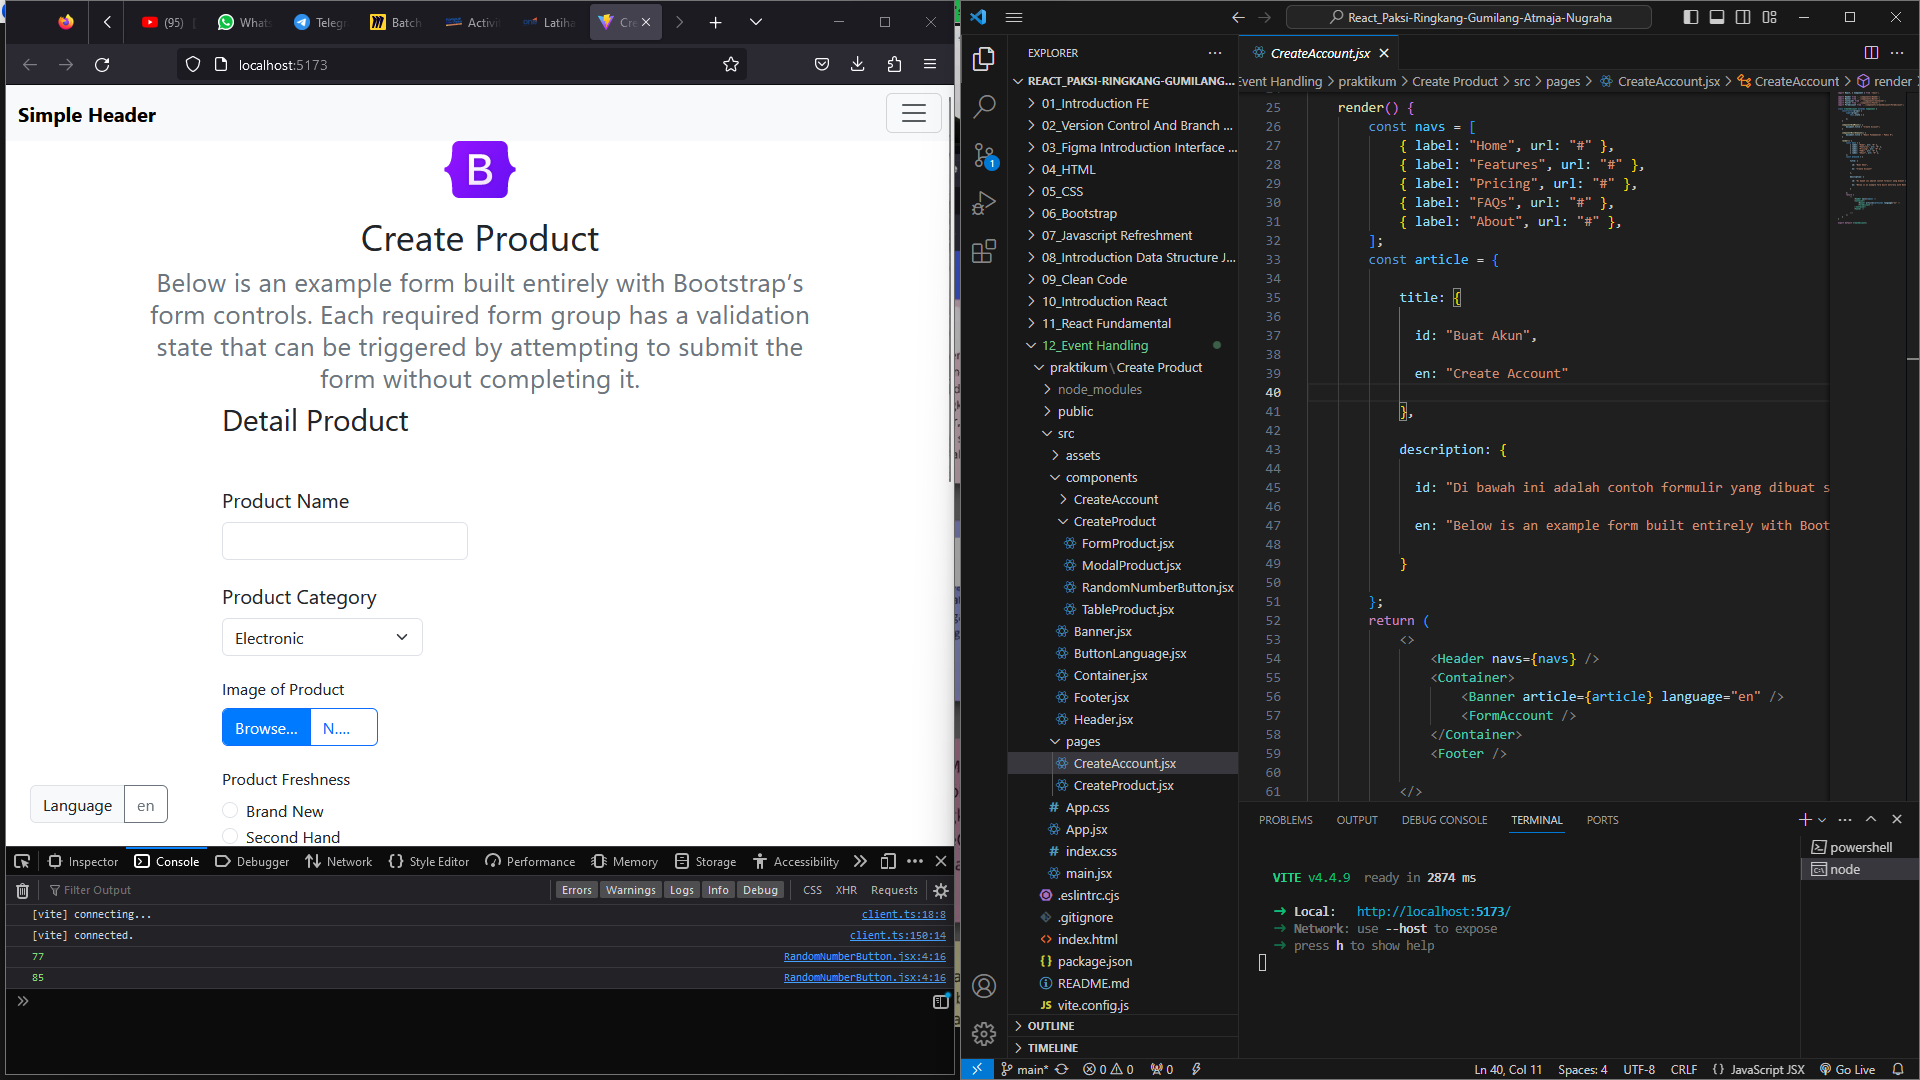 (95)
Whats
Telegr
Batch
Activi
Latiha
Cre
localhost:5173
Simple Header
B
Create Product
Below is an example form built entirely with Bootstrap’s
form controls. Each required form group has a validation
state that can be triggered by attempting to submit the
form without completing it.
Detail Product
Product Name
Product Category
Electronic
Image of Product
Browse... N....
Product Freshness
Brand New
Second Hand
Language en
Inspector Console Debugger Network Style Editor Performance Memory Storage Accessibility
Filter Output Errors Warnings Logs Info Debug CSS XHR Requests
[vite] connecting... client.ts:18:8
[vite] connected. client.ts:150:14
77 RandomNumberButton.jsx:4:16
85 RandomNumberButton.jsx:4:16
React_Paksi-Ringkang-Gumilang-Atmaja-Nugraha
1
EXPLORER
REACT_PAKSI-RINGKANG-GUMILANG...
01_Introduction FE
02_Version Control And Branch ...
03_Figma Introduction Interface ...
04_HTML
05_CSS
06_Bootstrap
07_Javascript Refreshment
08_Introduction Data Structure J...
09_Clean Code
10_Introduction React
11_React Fundamental
12_Event Handling
praktikum\Create Product
node_modules
public
src
assets
components
CreateAccount
CreateProduct
FormProduct.jsx
ModalProduct.jsx
RandomNumberButton.jsx
TableProduct.jsx
Banner.jsx
ButtonLanguage.jsx
Container.jsx
Footer.jsx
Header.jsx
pages
CreateAccount.jsx
CreateProduct.jsx
# App.css
App.jsx
# index.css
main.jsx
.eslintrc.cjs
.gitignore
<> index.html
{} package.json
README.md
JS vite.config.js
OUTLINE
TIMELINE
CreateAccount.jsx
Event Handling > praktikum > Create Product > src > pages > CreateAccount.jsx > CreateAccount > render
25 render() {
26 const navs = [
27 { label: "Home", url: "#" },
28 { label: "Features", url: "#" },
29 { label: "Pricing", url: "#" },
30 { label: "FAQs", url: "#" },
31 { label: "About", url: "#" },
32 ];
33 const article = {
34
35 title: {
36
37 id: "Buat Akun",
38
39 en: "Create Account"
40
41 },
42
43 description: {
44
45 id: "Di bawah ini adalah contoh formulir yang dibuat s
46
47 en: "Below is an example form built entirely with Boot
48
49 }
50
51 };
52 return (
53 <>
54 <Header navs={navs} />
55 <Container>
56 <Banner article={article} language="en" />
57 <FormAccount />
58 </Container>
59 <Footer />
60
61 </>
PROBLEMS OUTPUT DEBUG CONSOLE TERMINAL PORTS
powershell
node
VITE v4.4.9 ready in 2874 ms
➜ Local: http://localhost:5173/
➜ Network: use --host to expose
➜ press h to show help
main* 0 0 0 Ln 40, Col 11 Spaces: 4 UTF-8 CRLF {} JavaScript JSX Go Live